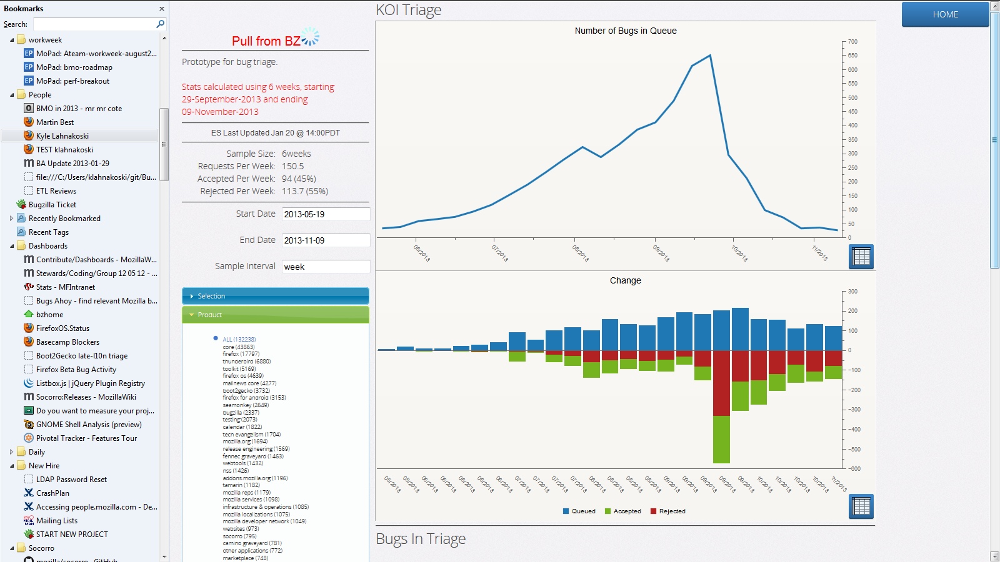 Bookmarks
Search:
workweek
MoPad: Ateam-workweek-august2...
MoPad: bmo-roadmap
MoPad: perf-breakout
People
BMO in 2013 - mr mr cote
Martin Best
Kyle Lahnakoski
TEST klahnakoski
BA Update 2013-01-29
file:///C:/Users/klahnakoski/git/Bu...
ETL Reviews
Bugzilla Ticket
Recently Bookmarked
Recent Tags
Dashboards
Contribute/Dashboards - MozillaW...
Stewards/Coding/Group 12 05 12 - ...
Stats - MFIntranet
Bugs Ahoy - find relevant Mozilla b...
bzhome
FirefoxOS.Status
Basecamp Blockers
Boot2Gecko late-l10n triage
Firefox Beta Bug Activity
Listbox.js | jQuery Plugin Registry
Socorro:Releases - MozillaWiki
Do you want to measure your proj...
GNOME Shell Analysis (preview)
Pivotal Tracker - Features Tour
Daily
New Hire
LDAP Password Reset
CrashPlan
Accessing people.mozilla.com - De...
Mailing Lists
START NEW PROJECT
Socorro
mozilla/socorro · GitHub
Pull from BZ
Prototype for bug triage.
Stats calculated using 6 weeks, starting
29-September-2013 and ending
09-November-2013
ES Last Updated Jan 20 @ 14:00PDT
Sample Size: 6weeks
Requests Per Week: 150.5
Accepted Per Week: 94 (45%)
Rejected Per Week: 113.7 (55%)
Start Date 2013-05-19
End Date 2013-11-09
Sample Interval week
Selection
Product
ALL (132238)
core (43863)
firefox (17797)
thunderbird (6880)
toolkit (5169)
firefox os (4639)
mailnews core (4277)
boot2gecko (3732)
firefox for android (3153)
seamonkey (2649)
bugzilla (2337)
testing (2073)
calendar (1822)
tech evangelism (1704)
mozilla.org (1694)
release engineering (1569)
fennec graveyard (1463)
webtools (1432)
nss (1426)
addons.mozilla.org (1196)
tamarin (1182)
mozilla reps (1179)
mozilla services (1098)
infrastructure & operations (1085)
mozilla localizations (1075)
mozilla developer network (1049)
websites (973)
socorro (795)
camino graveyard (781)
other applications (772)
marketplace (748)
KOI Triage
HOME
Number of Bugs in Queue
700
650
600
550
500
450
400
350
300
250
200
150
100
50
0
06/2013
07/2013
08/2013
09/2013
10/2013
11/2013
Change
300
200
100
0
-100
-200
-300
-400
-500
-600
05/2013
05/2013
06/2013
06/2013
06/2013
06/2013
06/2013
07/2013
07/2013
07/2013
07/2013
08/2013
08/2013
08/2013
08/2013
09/2013
09/2013
09/2013
09/2013
09/2013
10/2013
10/2013
10/2013
10/2013
11/2013
Queued Accepted Rejected
Bugs In Triage